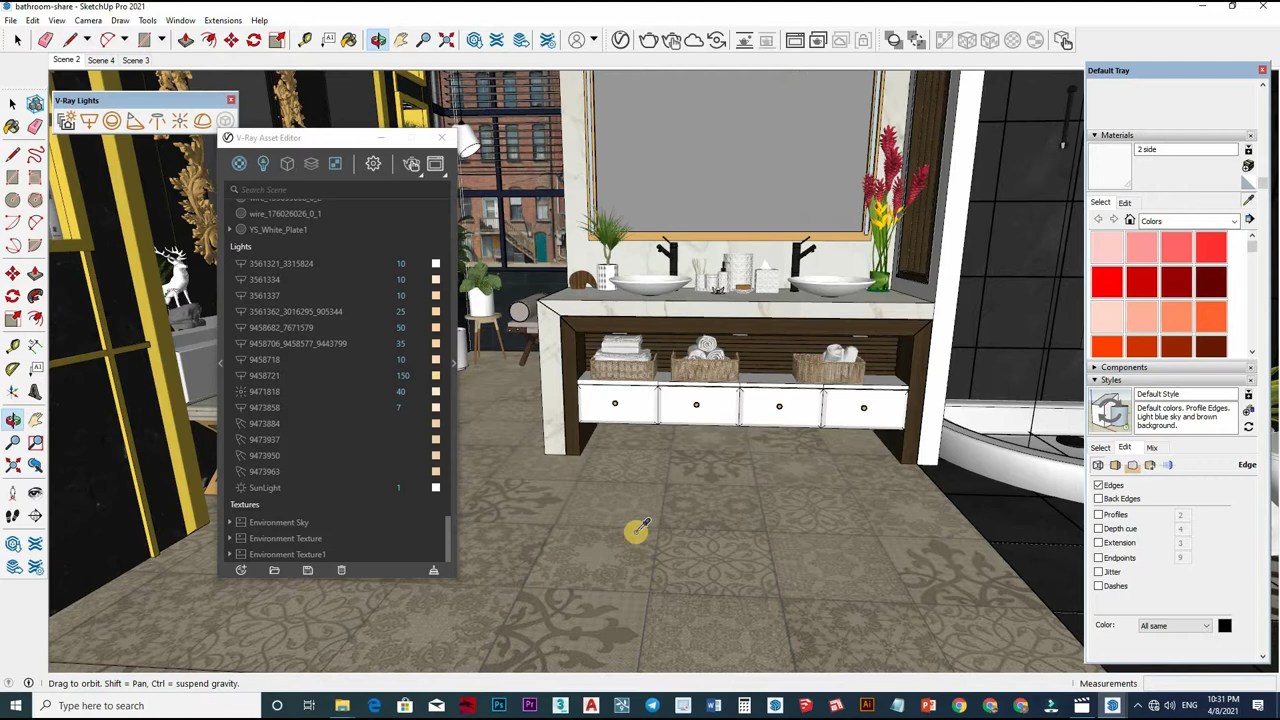 bathroom-share - SketchUp Pro 2021
File Edit View Camera Draw Tools Window Extensions Help
Scene 2 Scene 4 Scene 3
V-Ray Lights
V-Ray Asset Editor
Search Scene
wire_176026026_0_1
YS_White_Plate1
Lights
3561321_3315824 10
3561334 10
3561337 10
3561362_3016295_905344 25
9458682_7671579 50
9458706_9458577_9443799 35
9458718 10
9458721 150
9471818 40
9473858 7
9473884
9473937
9473950
9473963
SunLight 1
Textures
Environment Sky
Environment Texture
Environment Texture1
Default Tray
Materials
2 side
Select Edit
Colors
Components
Styles
Default Style
Default colors. Profile Edges.
Light blue sky and brown
background.
Select Edit Mix
Edge
Edges
Back Edges
Profiles 2
Depth cue 4
Extension 3
Endpoints 9
Jitter
Dashes
Color: All same
Drag to orbit. Shift = Pan, Ctrl = suspend gravity.
Measurements
Type here to search
10:31 PM
4/8/2021